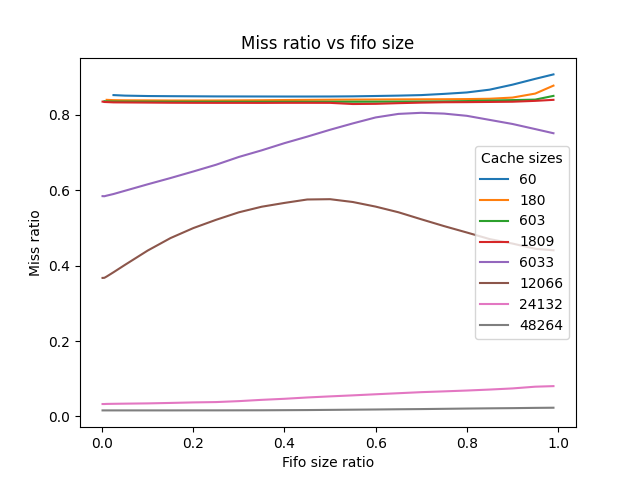 Miss ratio vs fifo size
Miss ratio
0.8
0.6
0.4
0.2
0.0
Cache sizes
60
180
603
1809
6033
12066
24132
48264
0.0 0.2 0.4 0.6 0.8 1.0
Fifo size ratio